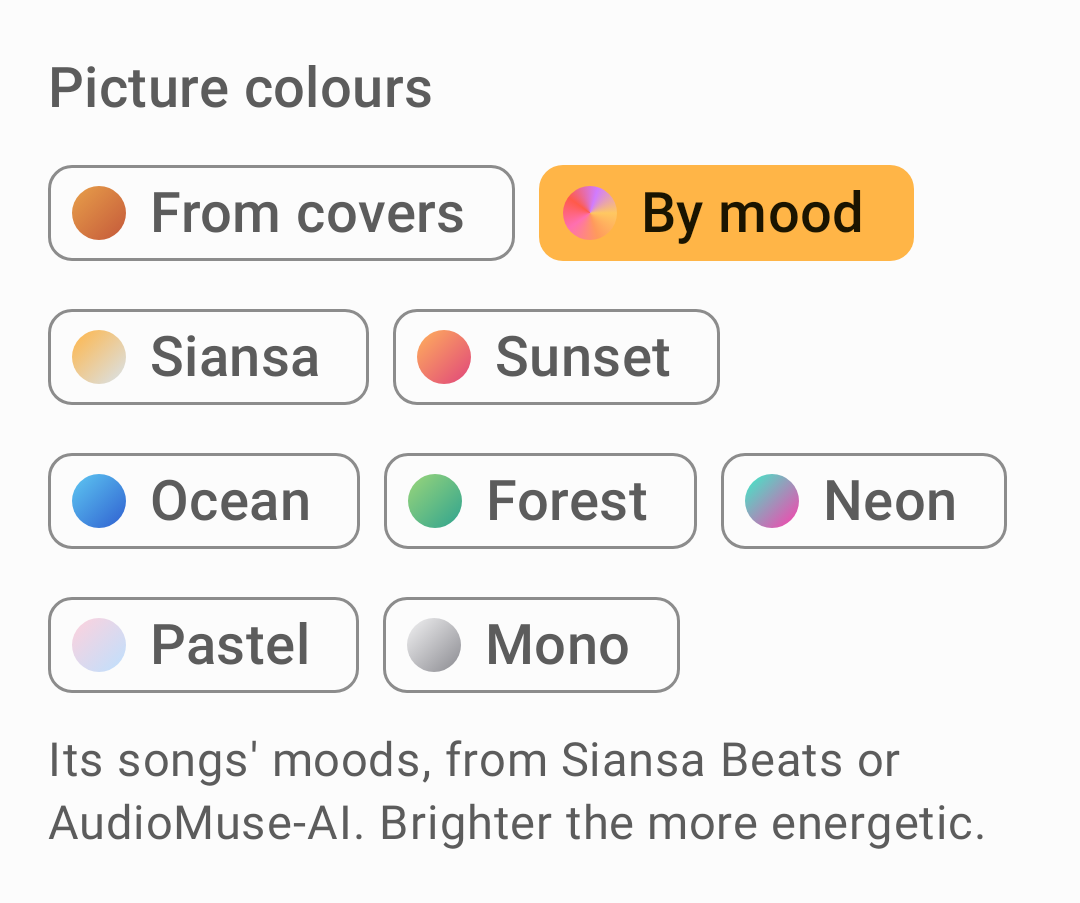 Picture colours
From covers
By mood
Siansa
Sunset
Ocean
Forest
Neon
Pastel
Mono
Its songs' moods, from Siansa Beats or
AudioMuse-AI. Brighter the more energetic.